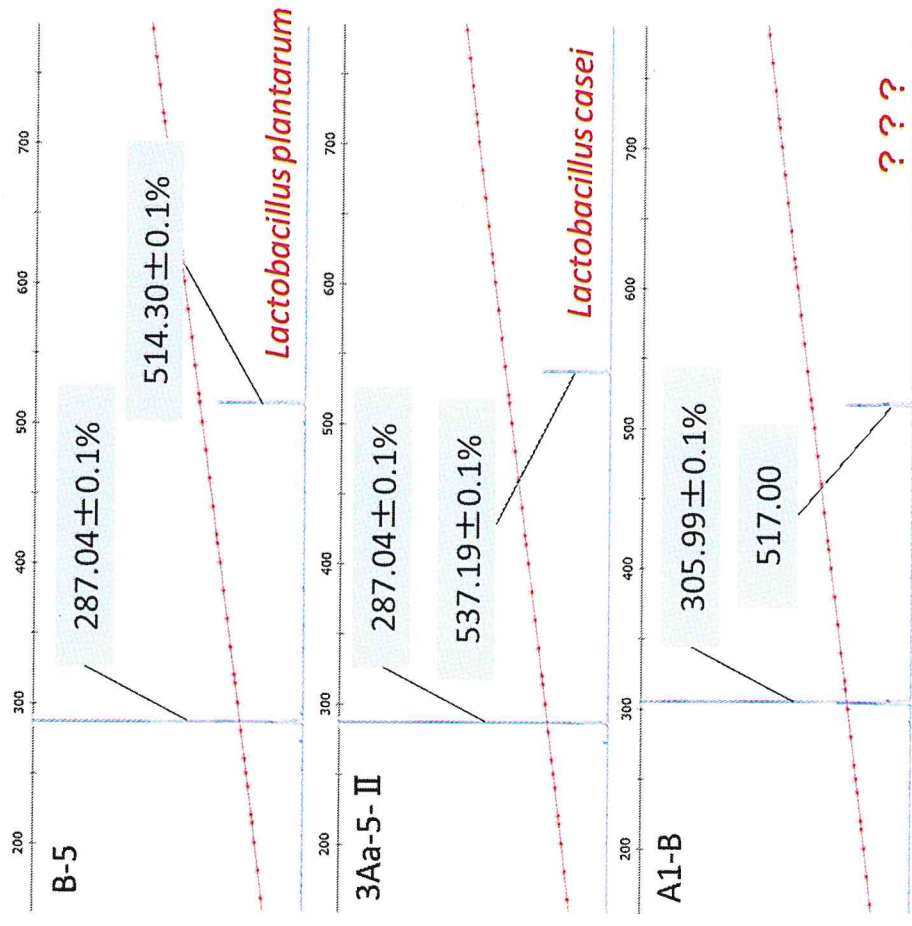 200 300 400 500 600 700
B-5
287.04±0.1%
514.30±0.1%
Lactobacillus plantarum
200 300 400 500 600 700
3Aa-5-Ⅱ
287.04±0.1%
537.19±0.1%
Lactobacillus casei
200 300 400 500 600 700
A1-B
305.99±0.1%
517.00
? ? ?